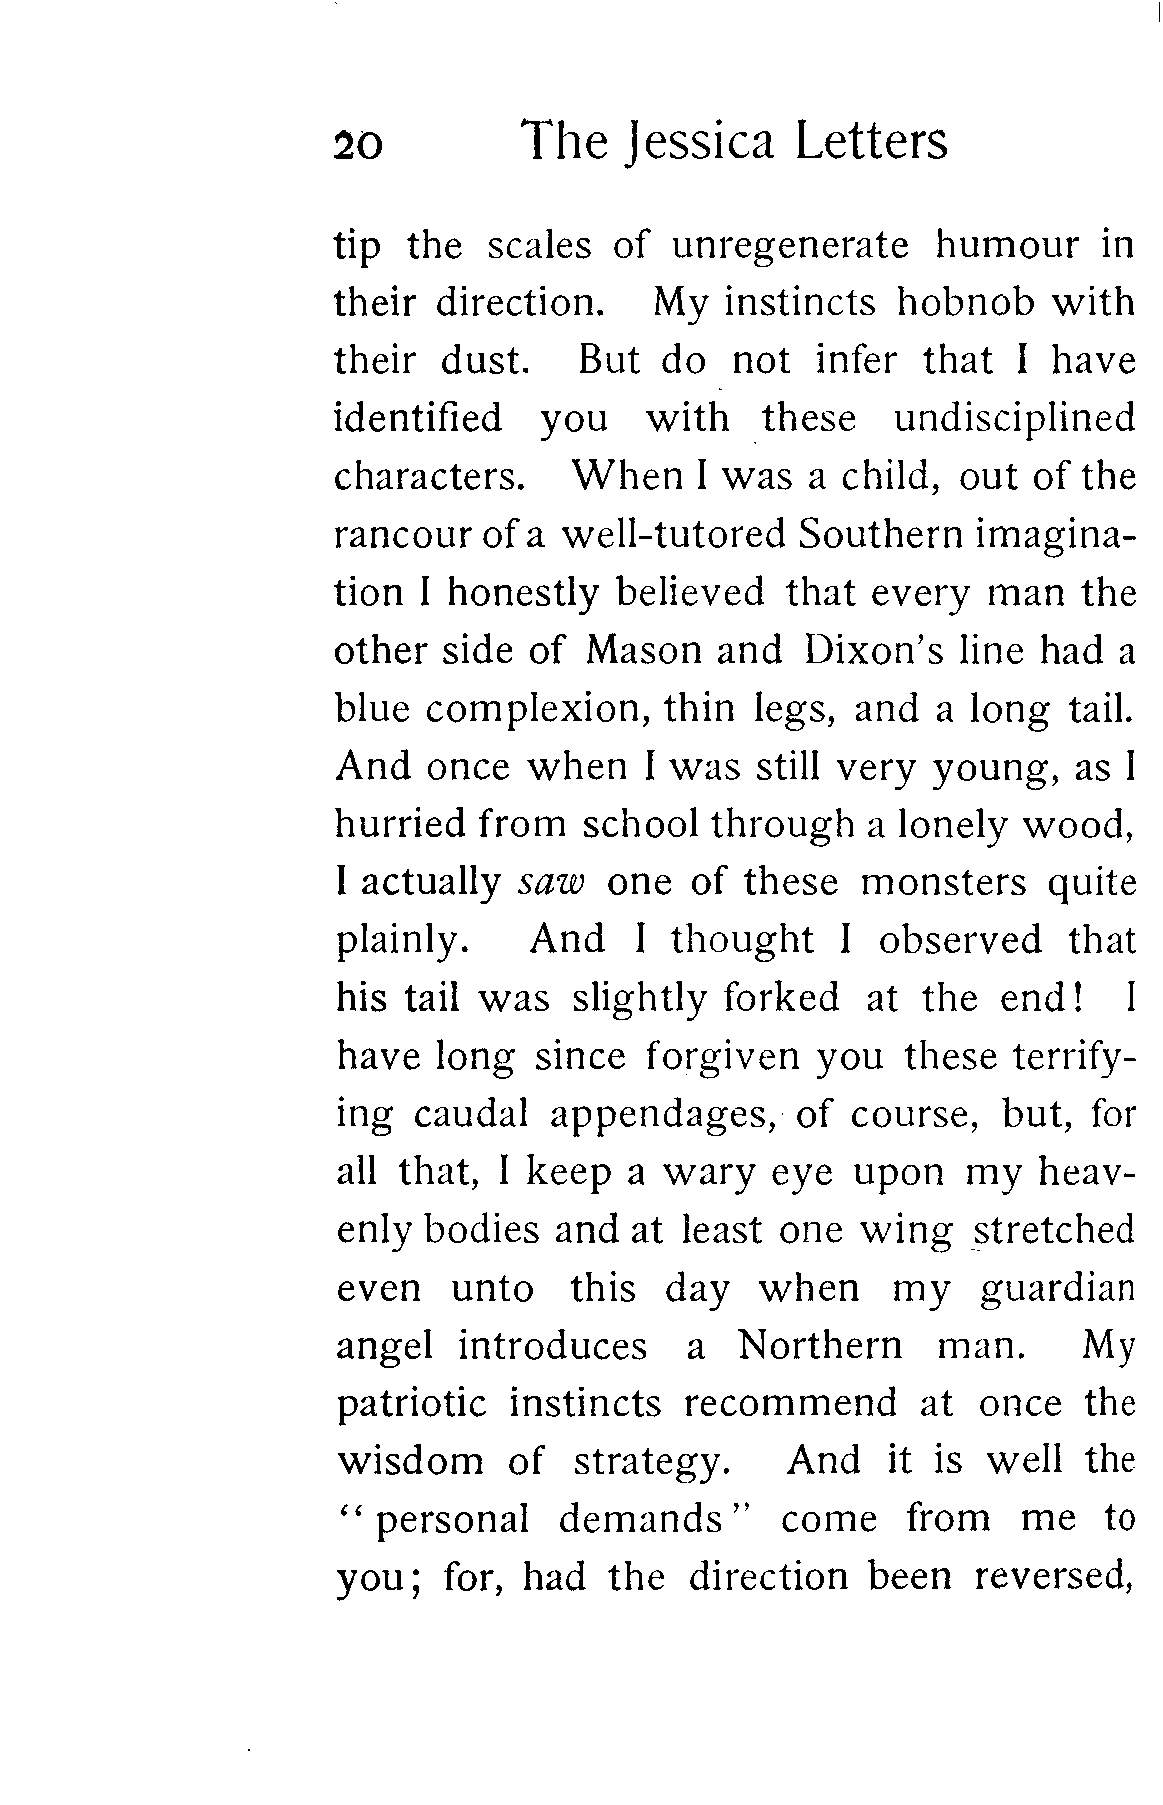 20 The Jessica Letters
tip the scales of unregenerate humour in
their direction. My instincts hobnob with
their dust. But do not infer that I have
identified you with these undisciplined
characters. When I was a child, out of the
rancour of a well-tutored Southern imagina-
tion I honestly believed that every man the
other side of Mason and Dixon's line had a
blue complexion, thin legs, and a long tail.
And once when I was still very young, as I
hurried from school through a lonely wood,
I actually saw one of these monsters quite
plainly. And I thought I observed that
his tail was slightly forked at the end! I
have long since forgiven you these terrify-
ing caudal appendages, of course, but, for
all that, I keep a wary eye upon my heav-
enly bodies and at least one wing stretched
even unto this day when my guardian
angel introduces a Northern man. My
patriotic instincts recommend at once the
wisdom of strategy. And it is well the
“personal demands” come from me to
you; for, had the direction been reversed,